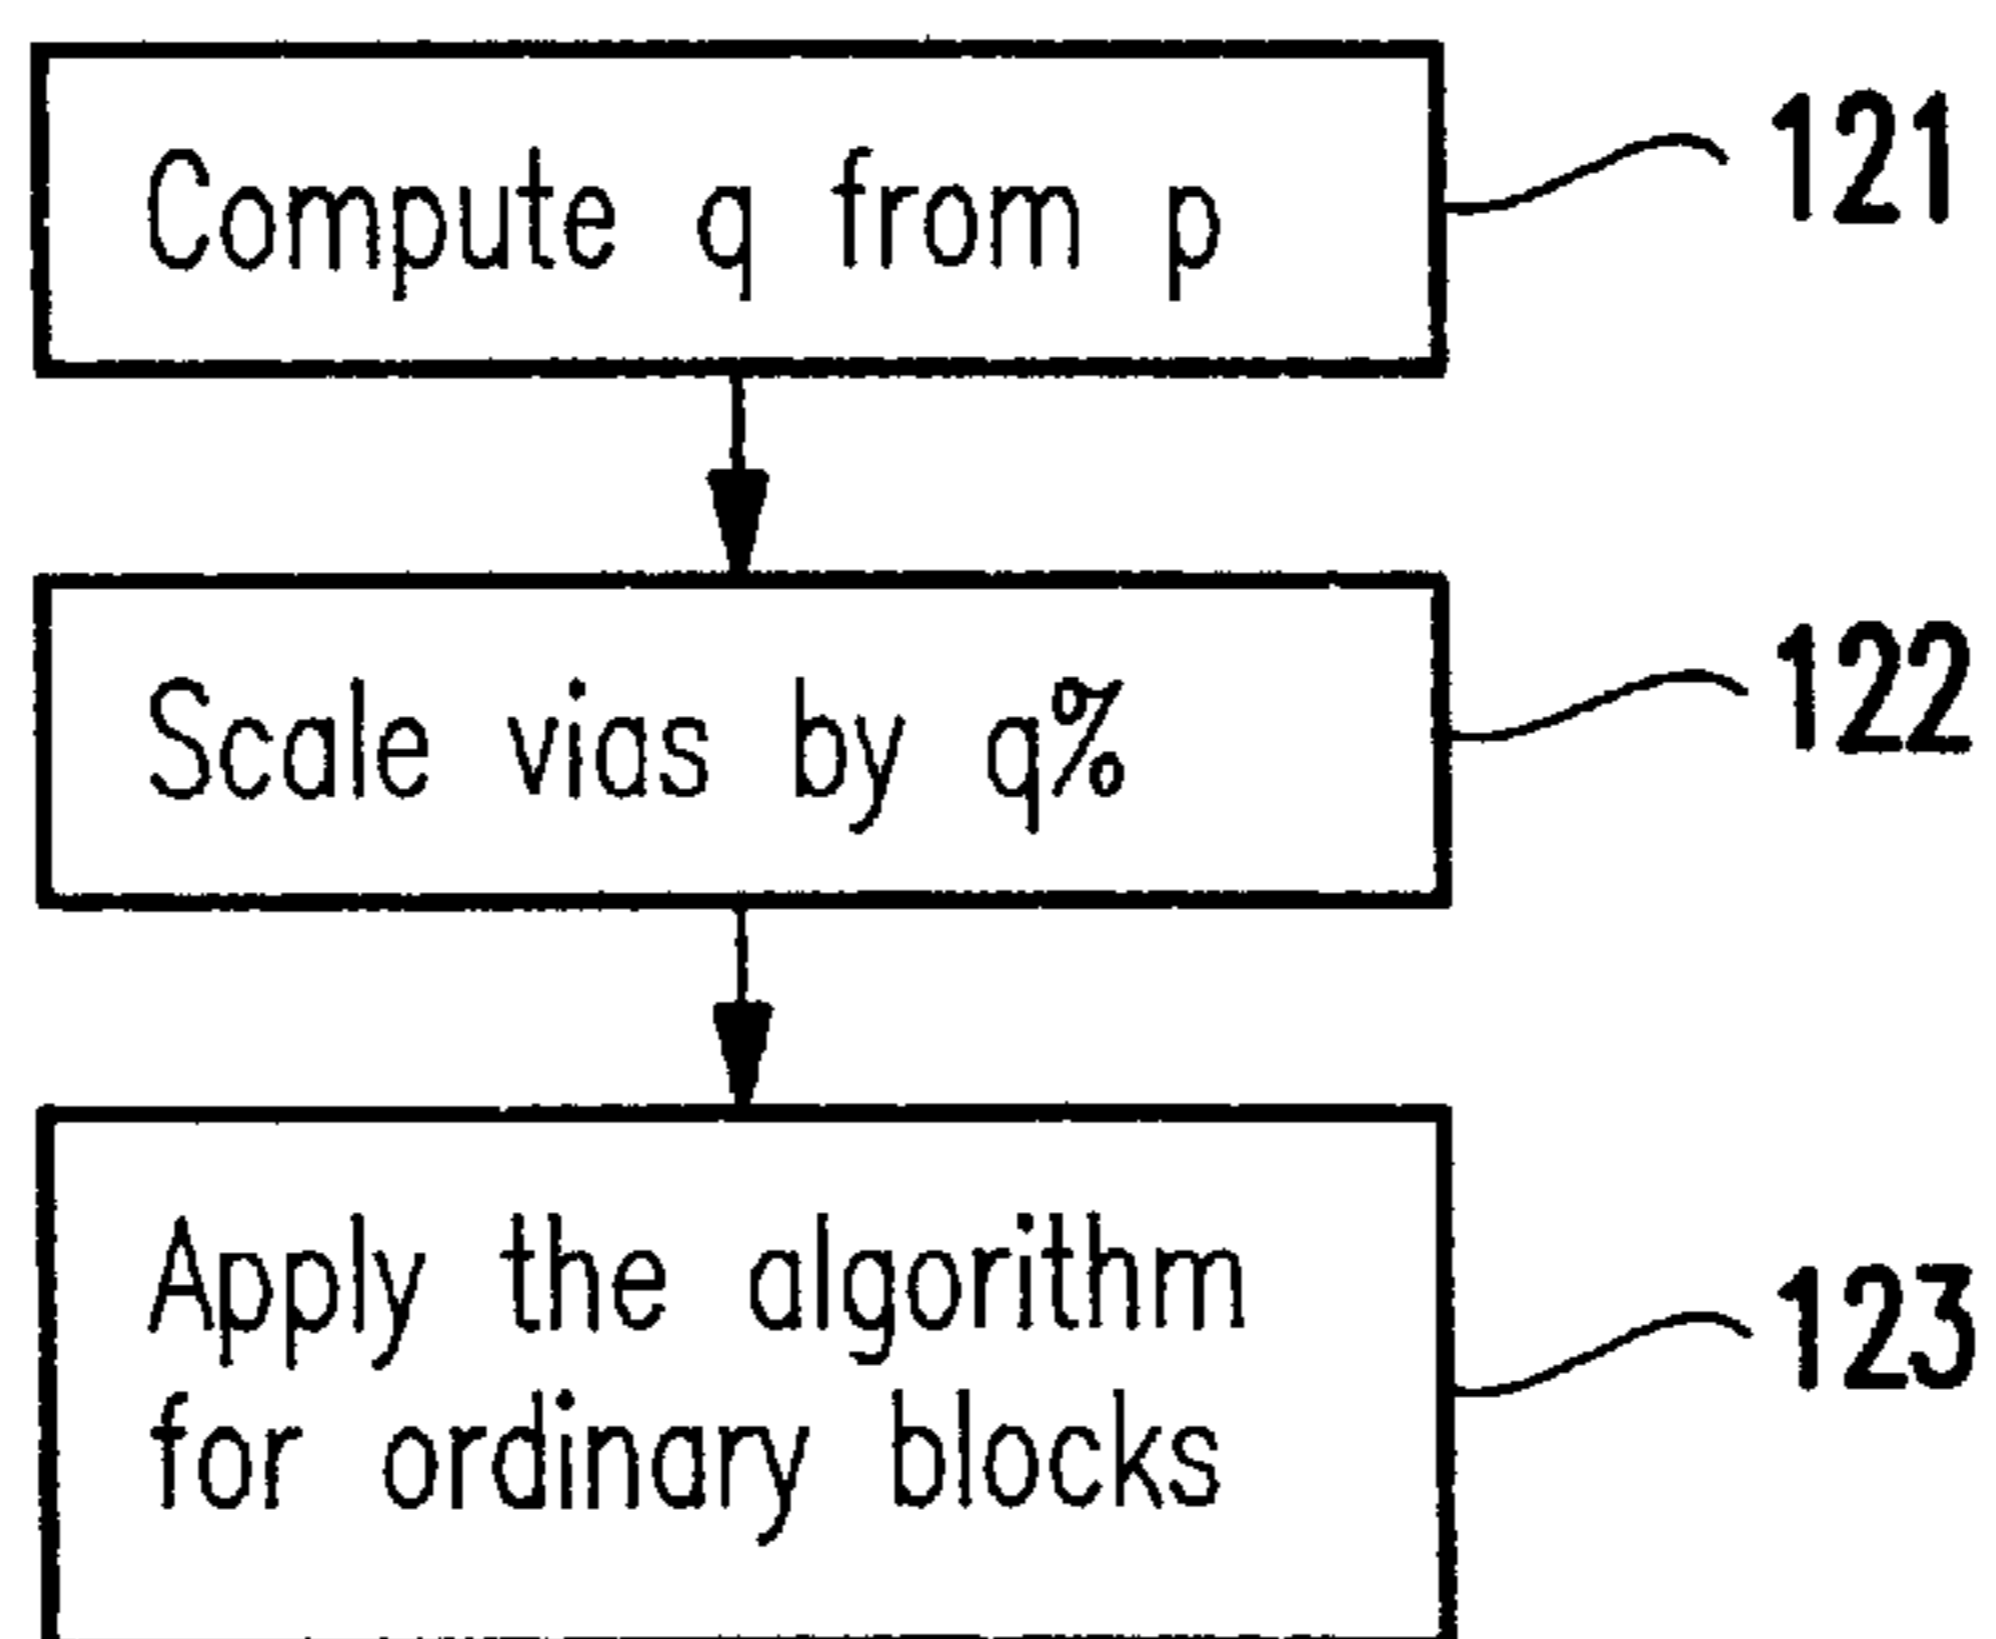 Compute q from p
121
Scale vias by q%
122
Apply the algorithm
for ordinary blocks
123